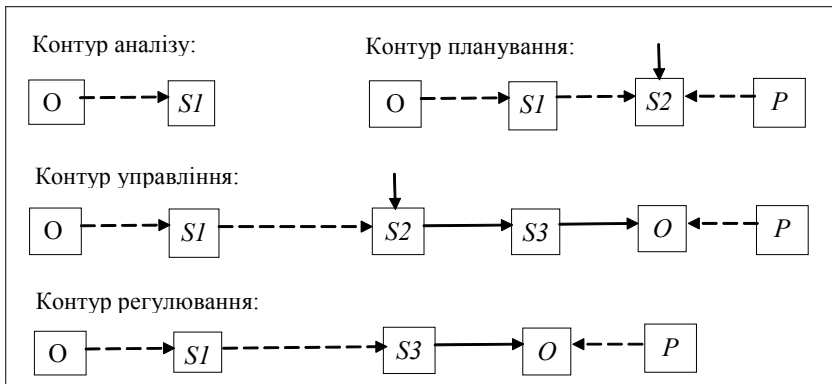 Контур аналізу: Контур планування:
O S1 O S1 S2 P
Контур управління:
O S1 S2 S3 O P
Контур регулювання:
O S1 S3 O P